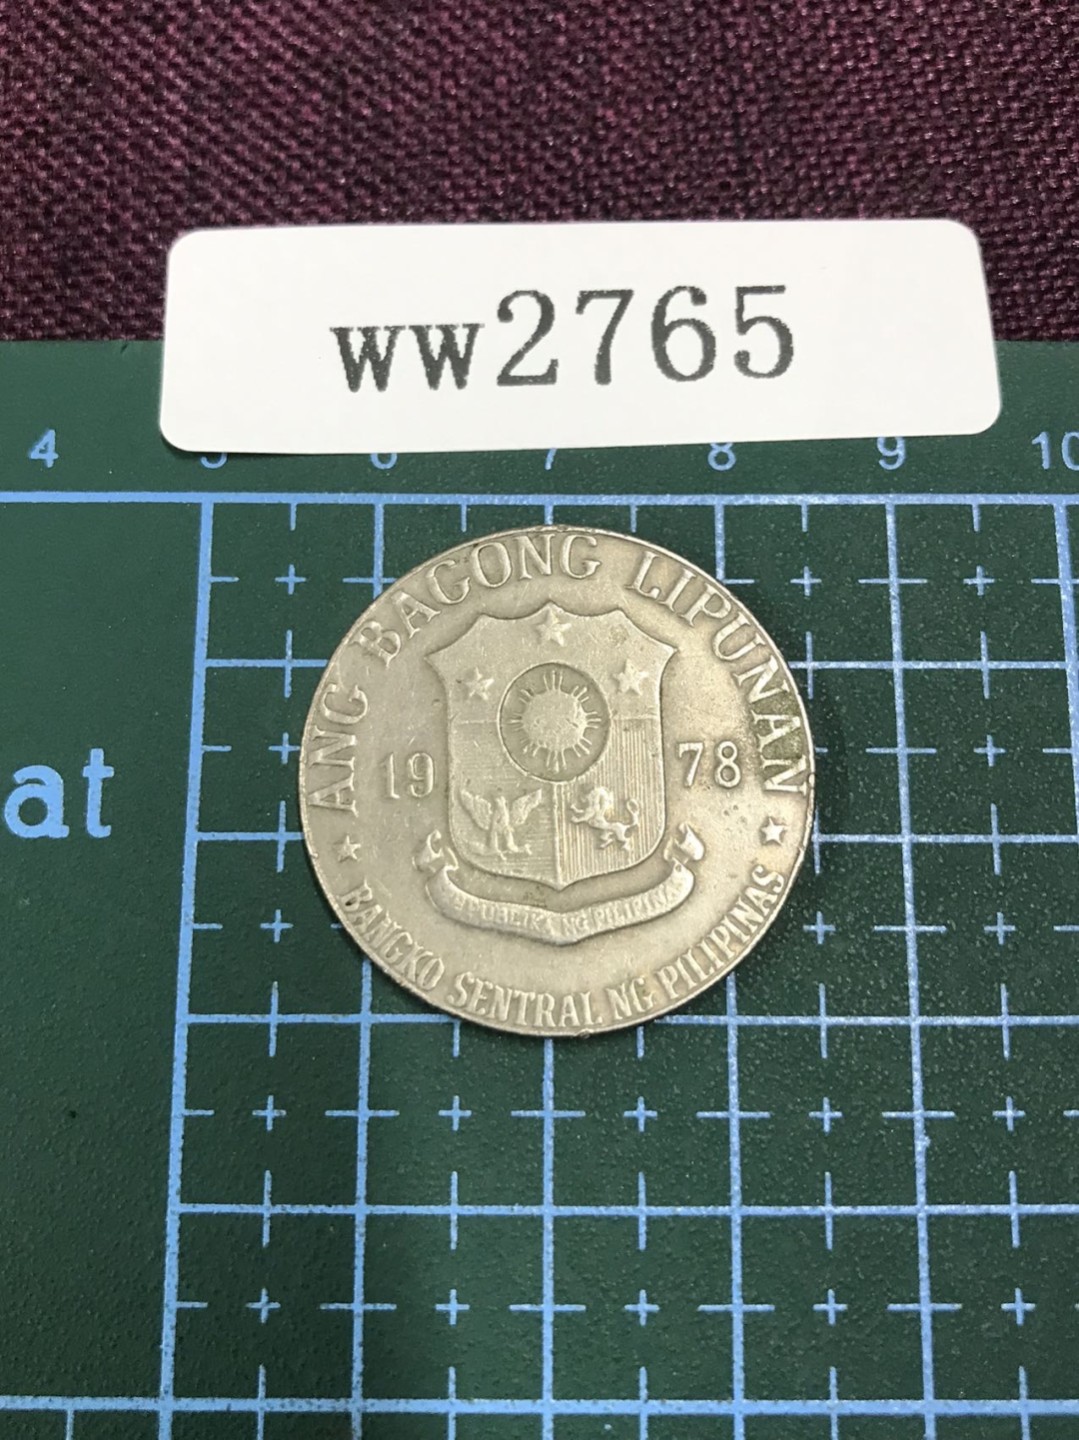 ww2765
4 5 6 7 8 9 10
ANG BAGONG LIPUNAN
19 78
REPUBLIKA NG PILIPINAS
BANGKO SENTRAL NG PILIPINAS
at